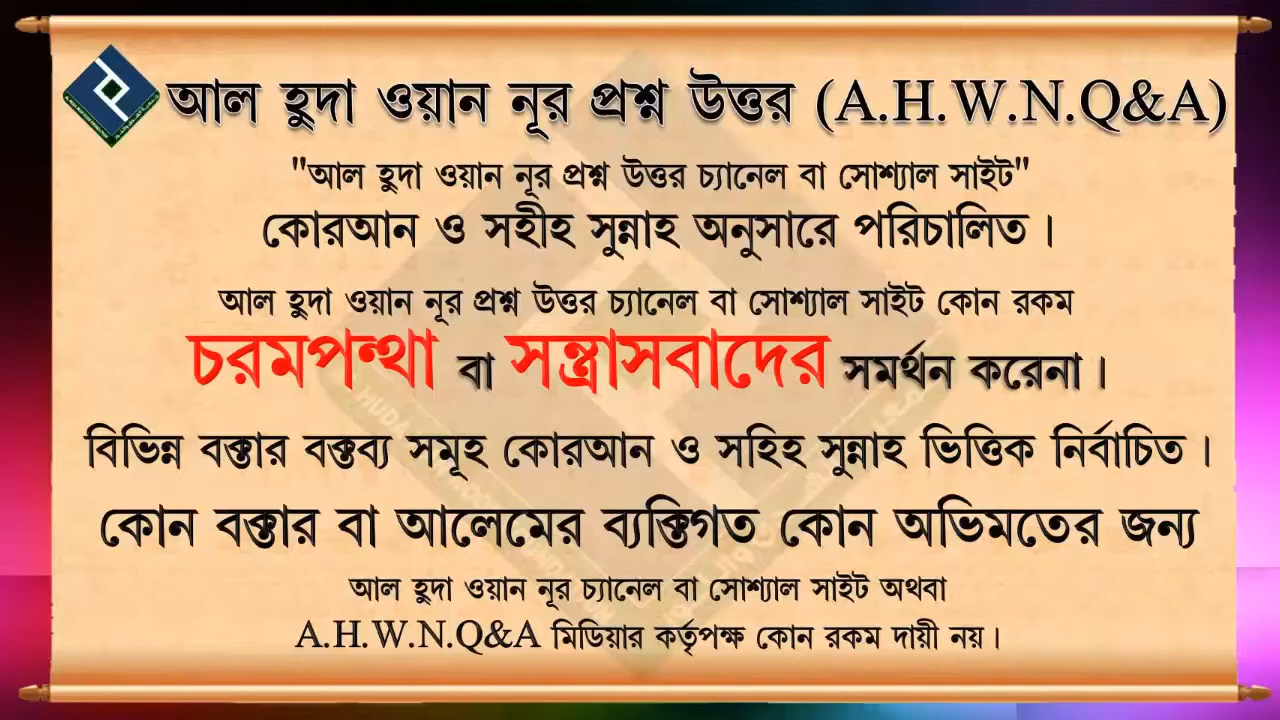 আল হুদা ওয়ান নূর প্রশ্ন উত্তর (A.H.W.N.Q&A)
"আল হুদা ওয়ান নূর প্রশ্ন উত্তর চ্যানেল বা সোশ্যাল সাইট"
কোরআন ও সহীহ সুন্নাহ অনুসারে পরিচালিত।
আল হুদা ওয়ান নূর প্রশ্ন উত্তর চ্যানেল বা সোশ্যাল সাইট কোন রকম
চরমপন্থা বা সন্ত্রাসবাদের সমর্থন করেনা।
বিভিন্ন বক্তার বক্তব্য সমূহ কোরআন ও সহিহ সুন্নাহ ভিত্তিক নির্বাচিত।
কোন বক্তার বা আলেমের ব্যক্তিগত কোন অভিমতের জন্য
আল হুদা ওয়ান নূর চ্যানেল বা সোশ্যাল সাইট অথবা
A.H.W.N.Q&A মিডিয়ার কর্তৃপক্ষ কোন রকম দায়ী নয়।